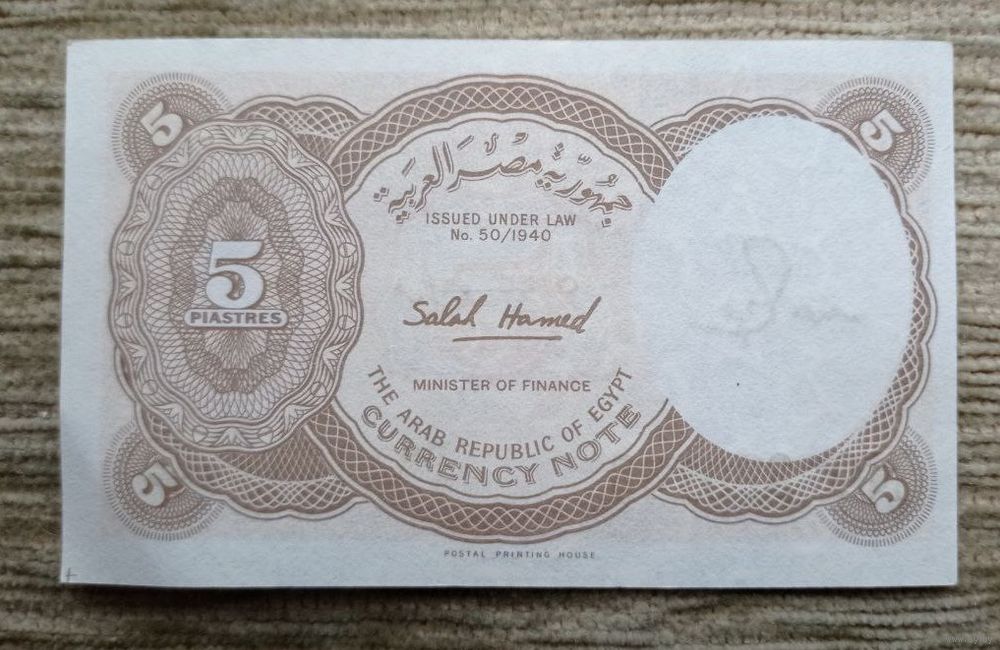 5
5
جمهورية مصر العربية
ISSUED UNDER LAW
No. 50/1940
5
PIASTRES
Salah Hamed
MINISTER OF FINANCE
THE ARAB REPUBLIC OF EGYPT
CURRENCY NOTE
5
5
POSTAL PRINTING HOUSE